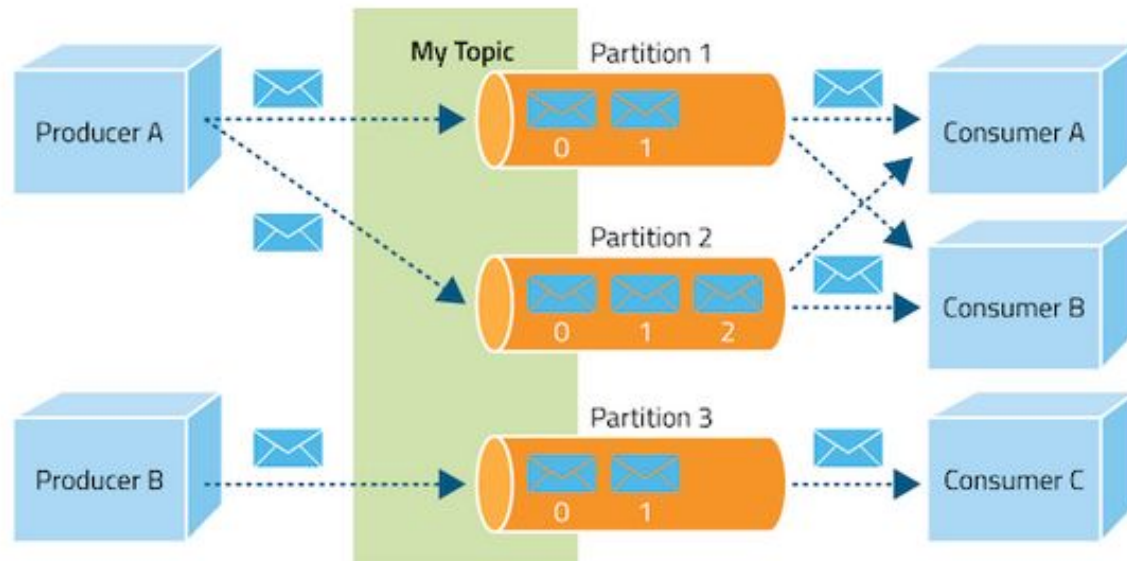 My Topic
Partition 1
Producer A
0 1
Consumer A
Partition 2
0 1 2
Consumer B
Partition 3
Producer B
0 1
Consumer C